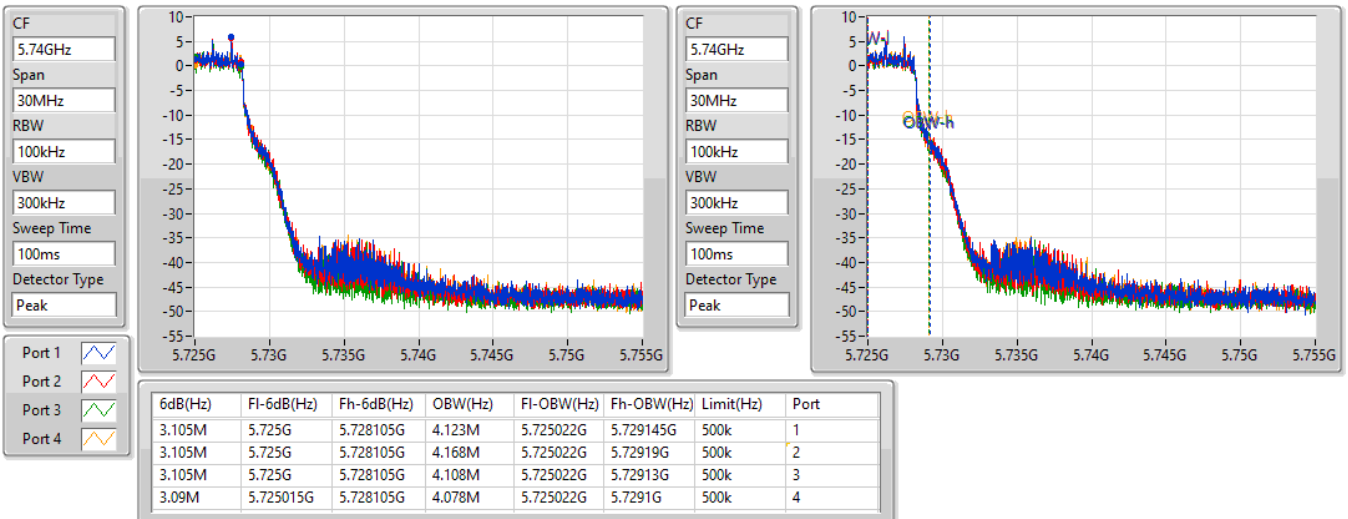 CF
5.74GHz
Span
30MHz
RBW
100kHz
VBW
300kHz
Sweep Time
100ms
Detector Type
Peak
10
5
0
-5
-10
-15
-20
-25
-30
-35
-40
-45
-50
-55
5.725G 5.73G 5.735G 5.74G 5.745G 5.75G 5.755G
CF
5.74GHz
Span
30MHz
RBW
100kHz
VBW
300kHz
Sweep Time
100ms
Detector Type
Peak
10
5
0
-5
-10
-15
-20
-25
-30
-35
-40
-45
-50
-55
OBW-h
5.725G 5.73G 5.735G 5.74G 5.745G 5.75G 5.755G
Port 1
Port 2
Port 3
Port 4
6dB(Hz) Fl-6dB(Hz) Fh-6dB(Hz) OBW(Hz) Fl-OBW(Hz) Fh-OBW(Hz) Limit(Hz) Port
3.105M 5.725G 5.728105G 4.123M 5.725022G 5.729145G 500k 1
3.105M 5.725G 5.728105G 4.168M 5.725022G 5.72919G 500k 2
3.105M 5.725G 5.728105G 4.108M 5.725022G 5.72913G 500k 3
3.09M 5.725015G 5.728105G 4.078M 5.725022G 5.7291G 500k 4